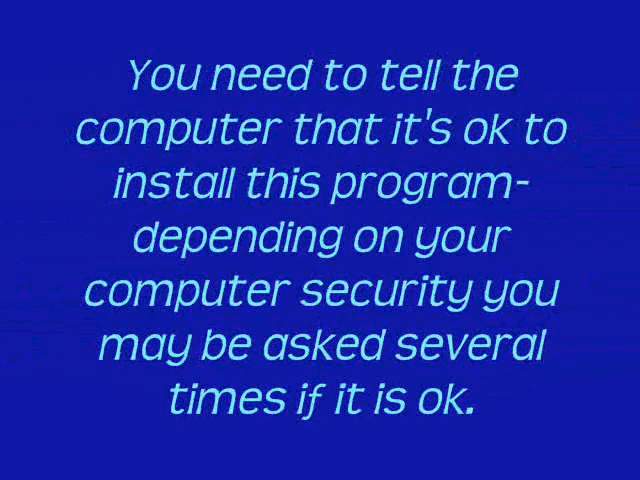 You need to tell the
computer that it's ok to
install this program-
depending on your
computer security you
may be asked several
times if it is ok.